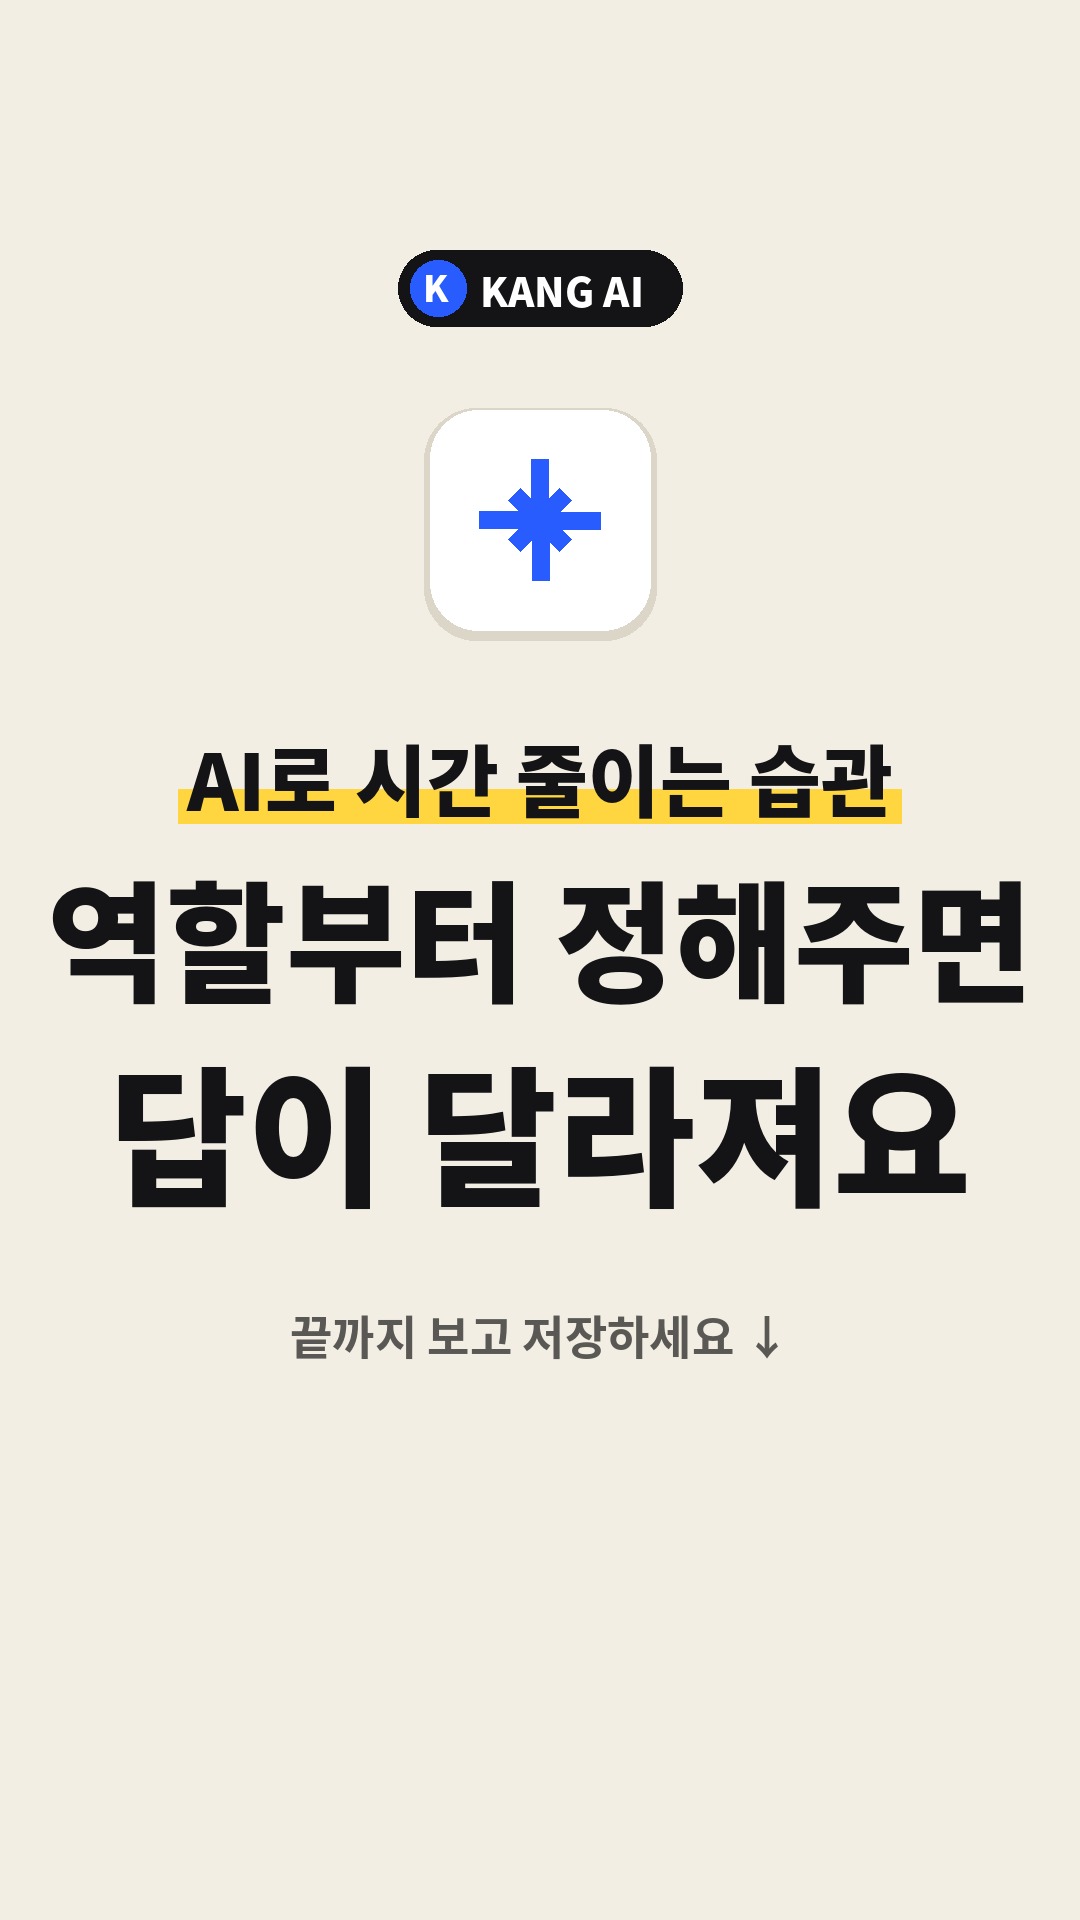 K KANG AI
AI로 시간 줄이는 습관
역할부터 정해주면
답이 달라져요
끝까지 보고 저장하세요 ↓